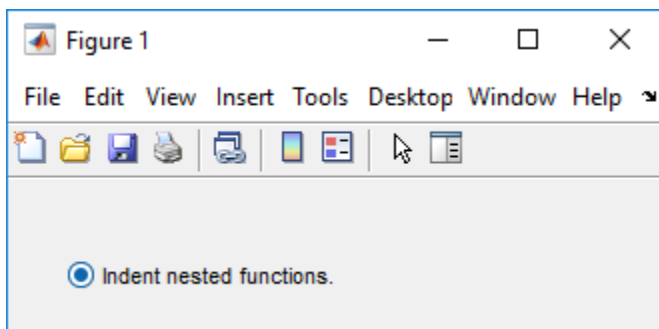 Figure 1
File Edit View Insert Tools Desktop Window Help
Indent nested functions.